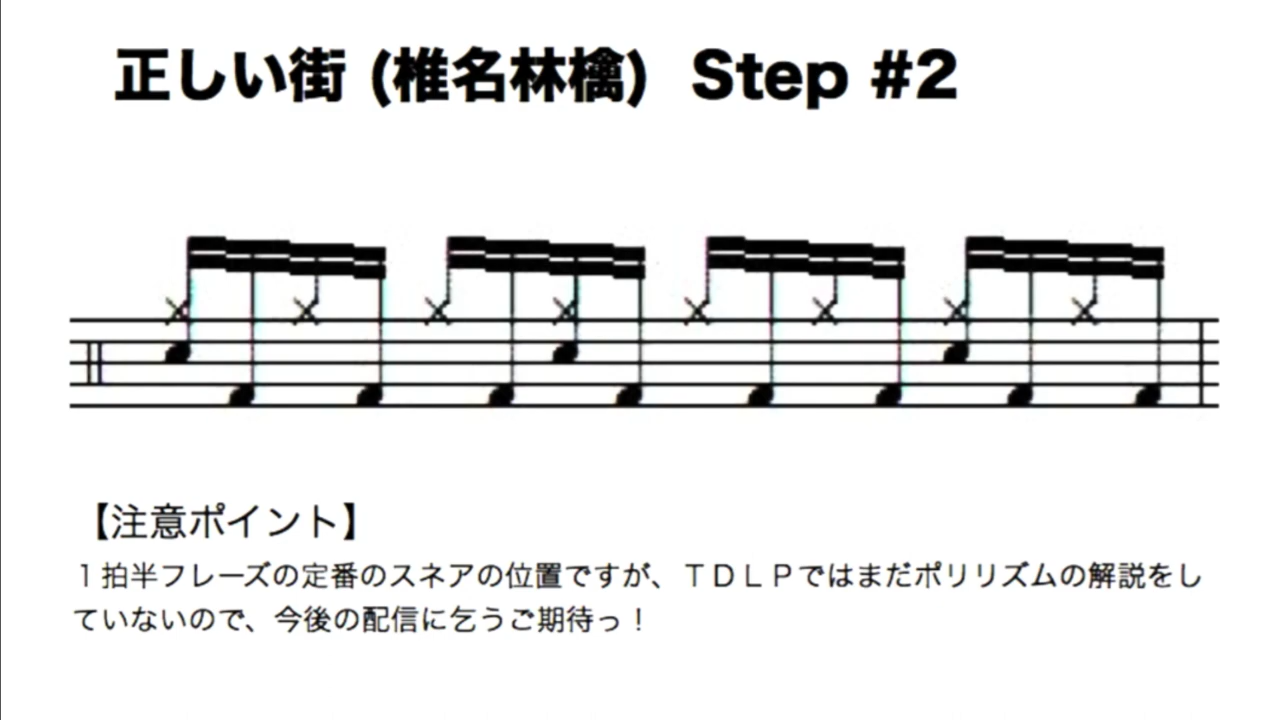 正しい街 (椎名林檎) Step #2
【注意ポイント】
１拍半フレーズの定番のスネアの位置ですが、ＴＤＬＰではまだポリリズムの解説をし
ていないので、今後の配信に乞うご期待っ！